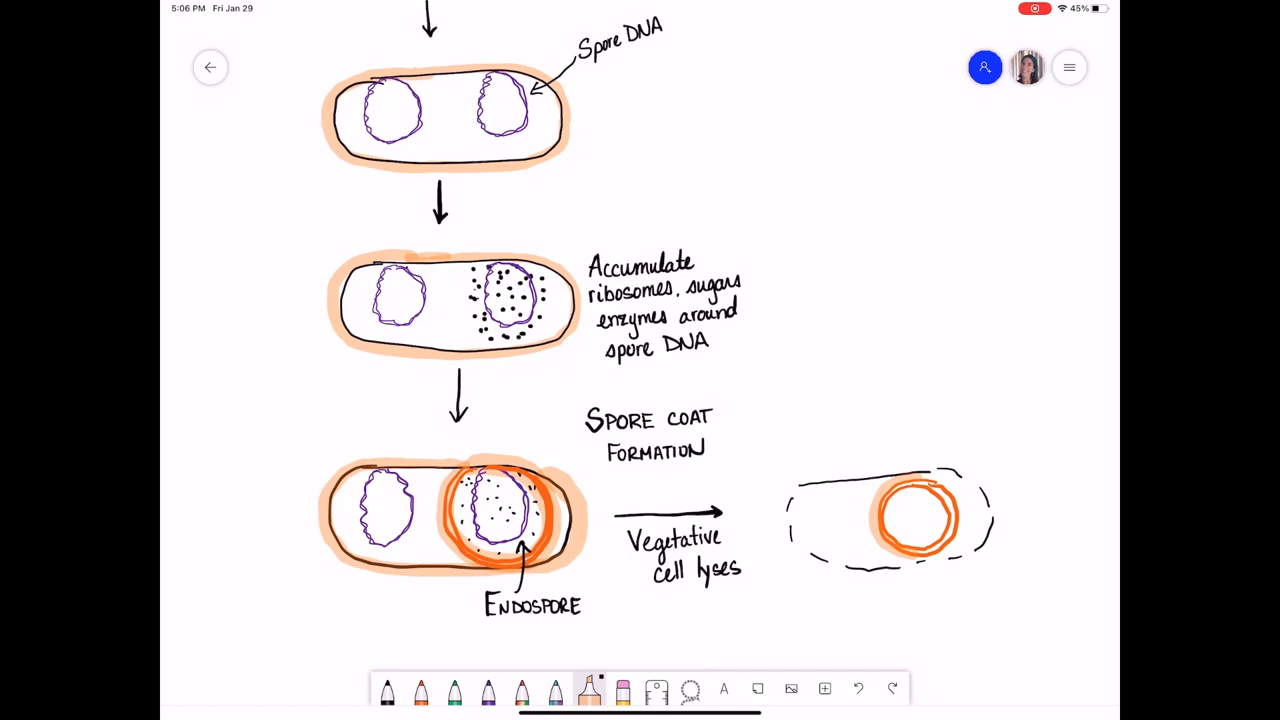 5:06 PM Fri Jan 29
45%
Spore DNA
Accumulate
ribosomes, sugars
enzymes around
spore DNA
SPORE COAT
FORMATION
Vegetative
cell lyses
ENDOSPORE
A